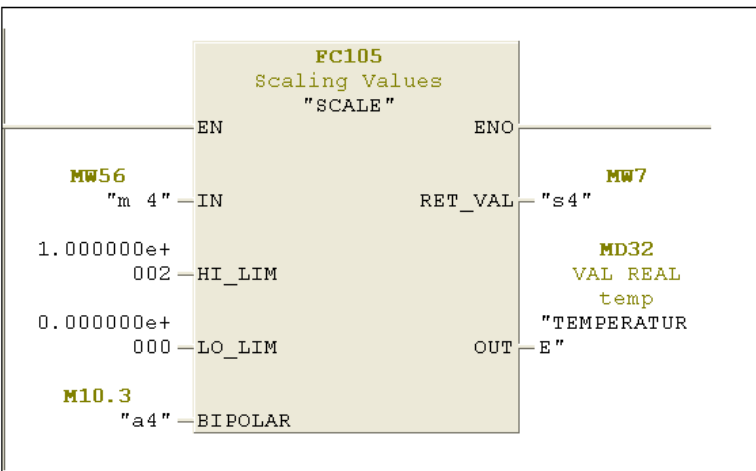 FC105
Scaling Values
"SCALE"
EN ENO
MW56 MW7
"m 4" IN RET_VAL "s4"
1.000000e+ MD32
002 HI_LIM VAL REAL
temp
0.000000e+ "TEMPERATUR
000 LO_LIM OUT E"
M10.3
"a4" BIPOLAR